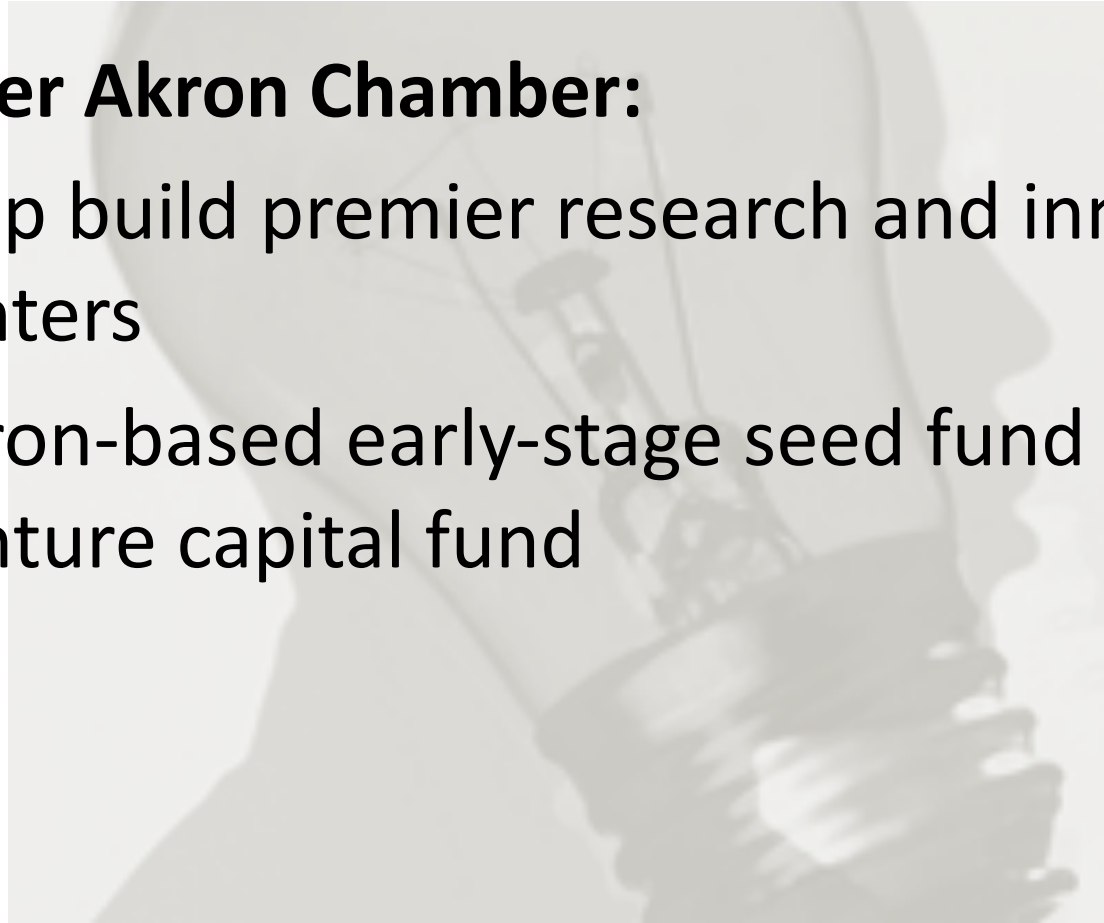 er Akron Chamber:
p build premier research and inn
nters
ron-based early-stage seed fund
nture capital fund